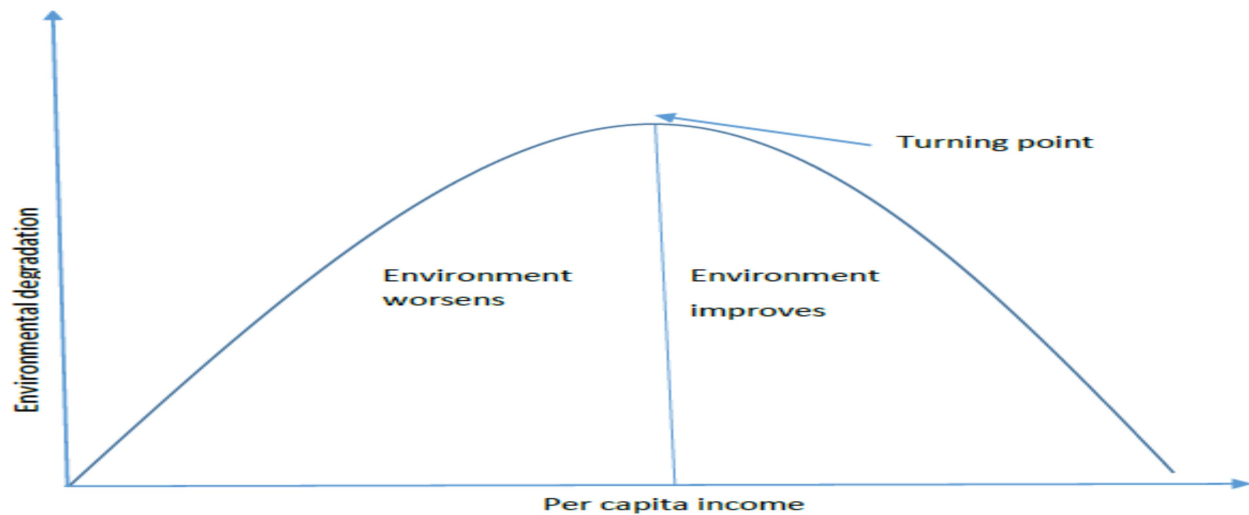 Environmental degradation
Turning point
Environment
worsens
Environment
improves
Per capita income